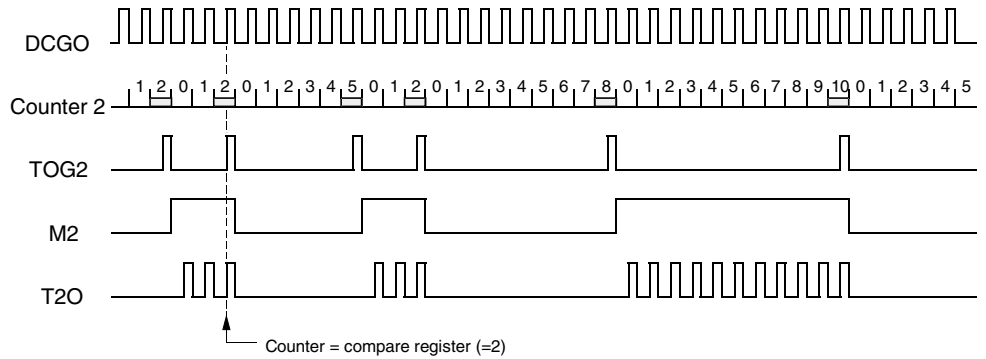 DCGO
Counter 2
1 2 0 1 2 0 1 2 3 4 5 0 1 2 0 1 2 3 4 5 6 7 8 0 1 2 3 4 5 6 7 8 9 10 0 1 2 3 4 5
TOG2
M2
T2O
Counter = compare register (=2)